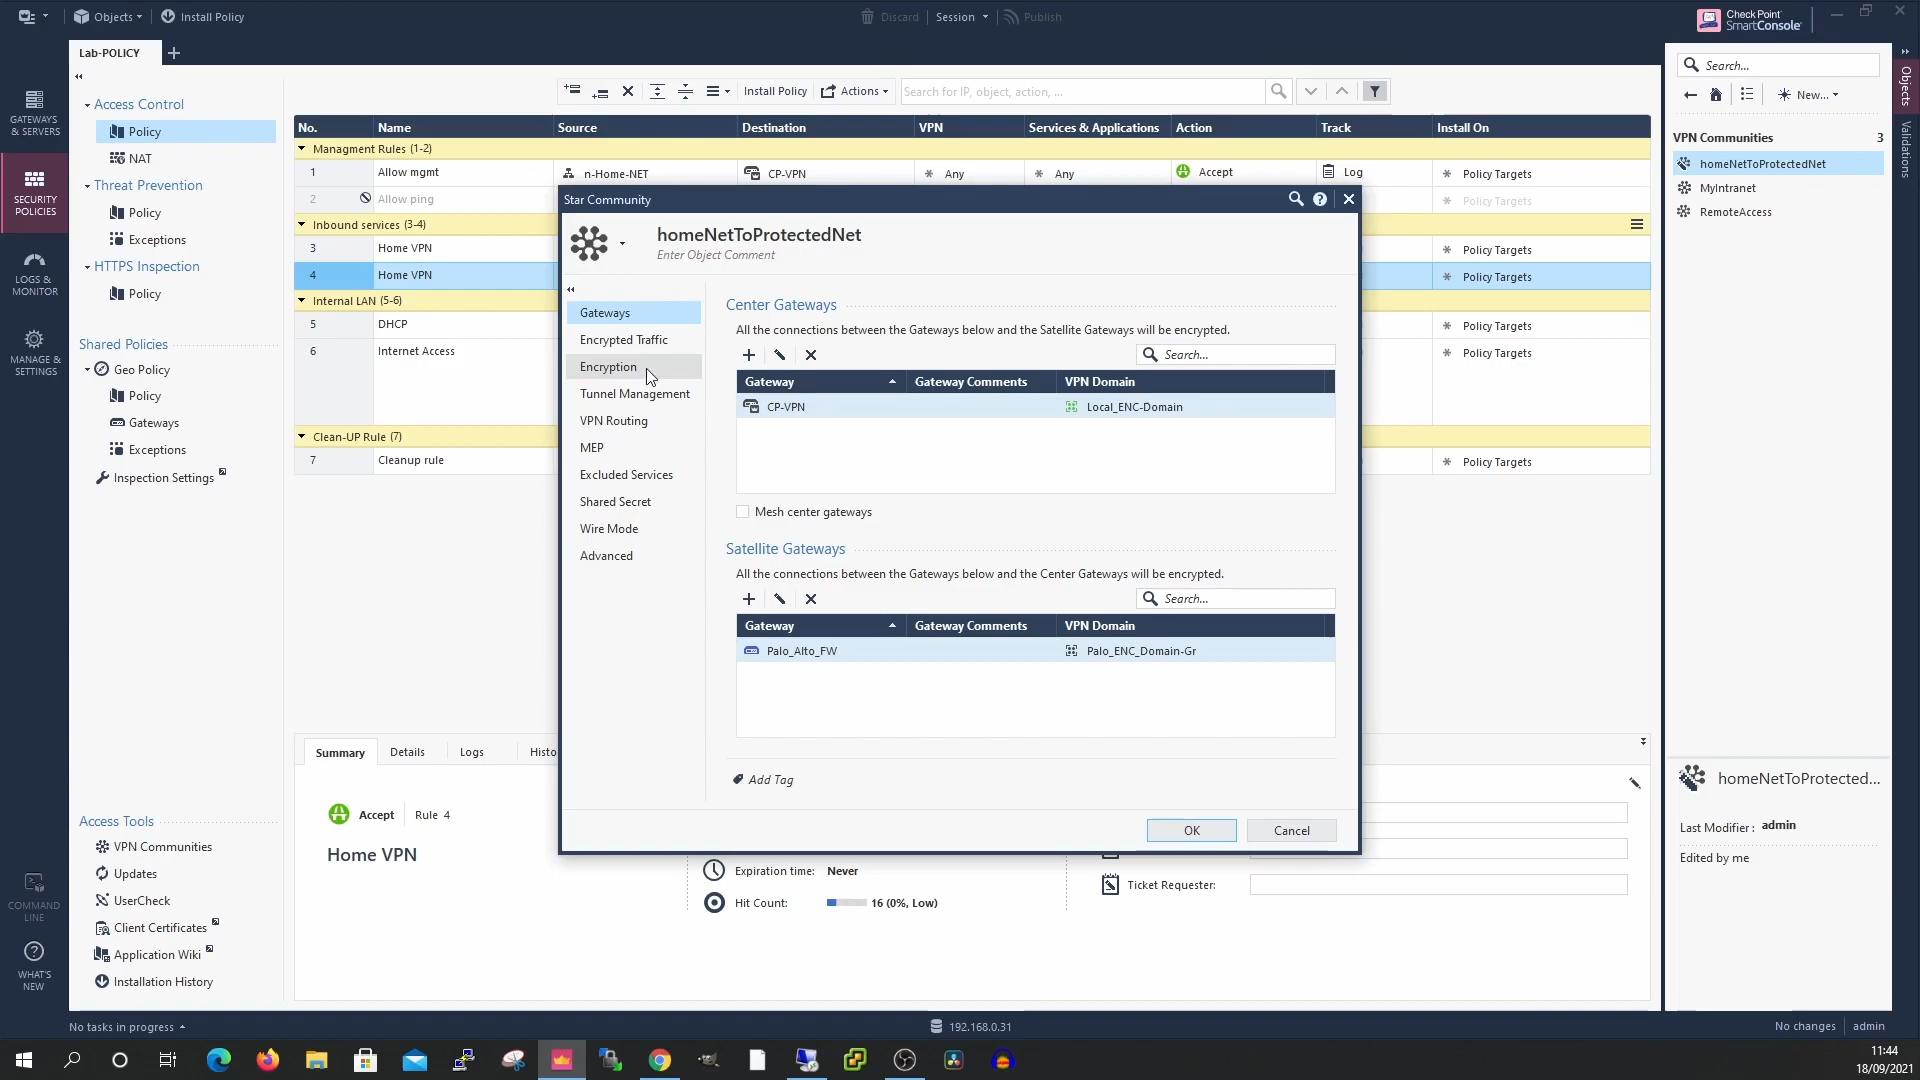 Objects
Install Policy
Discard
Session
Publish
Check Point
SmartConsole
Lab-POLICY
GATEWAYS
& SERVERS
SECURITY
POLICIES
LOGS &
MONITOR
MANAGE &
SETTINGS
COMMAND
LINE
WHAT'S
NEW
Access Control
Policy
NAT
Threat Prevention
Policy
Exceptions
HTTPS Inspection
Policy
Shared Policies
Geo Policy
Policy
Gateways
Exceptions
Inspection Settings
Access Tools
VPN Communities
Updates
UserCheck
Client Certificates
Application Wiki
Installation History
Install Policy
Actions
Search for IP, object, action, ...
No. Name Source Destination VPN Services & Applications Action Track Install On
Managment Rules (1-2)
1 Allow mgmt n-Home-NET CP-VPN * Any * Any Accept Log * Policy Targets
2 Allow ping * Policy Targets
Inbound services (3-4)
3 Home VPN * Policy Targets
4 Home VPN * Policy Targets
Internal LAN (5-6)
5 DHCP * Policy Targets
6 Internet Access * Policy Targets
Clean-UP Rule (7)
7 Cleanup rule * Policy Targets
Star Community
homeNetToProtectedNet
Enter Object Comment
Gateways
Encrypted Traffic
Encryption
Tunnel Management
VPN Routing
MEP
Excluded Services
Shared Secret
Wire Mode
Advanced
Center Gateways
All the connections between the Gateways below and the Satellite Gateways will be encrypted.
Search...
Gateway Gateway Comments VPN Domain
CP-VPN Local_ENC-Domain
Mesh center gateways
Satellite Gateways
All the connections between the Gateways below and the Center Gateways will be encrypted.
Search...
Gateway Gateway Comments VPN Domain
Palo_Alto_FW Palo_ENC_Domain-Gr
Add Tag
OK Cancel
Summary Details Logs Histo
Accept Rule 4
Home VPN
Expiration time: Never
Hit Count: 16 (0%, Low)
Ticket Requester:
Search...
New...
VPN Communities 3
homeNetToProtectedNet
MyIntranet
RemoteAccess
homeNetToProtected...
Last Modifier : admin
Edited by me
Objects
Validations
No tasks in progress
192.168.0.31
No changes admin
11:44
18/09/2021